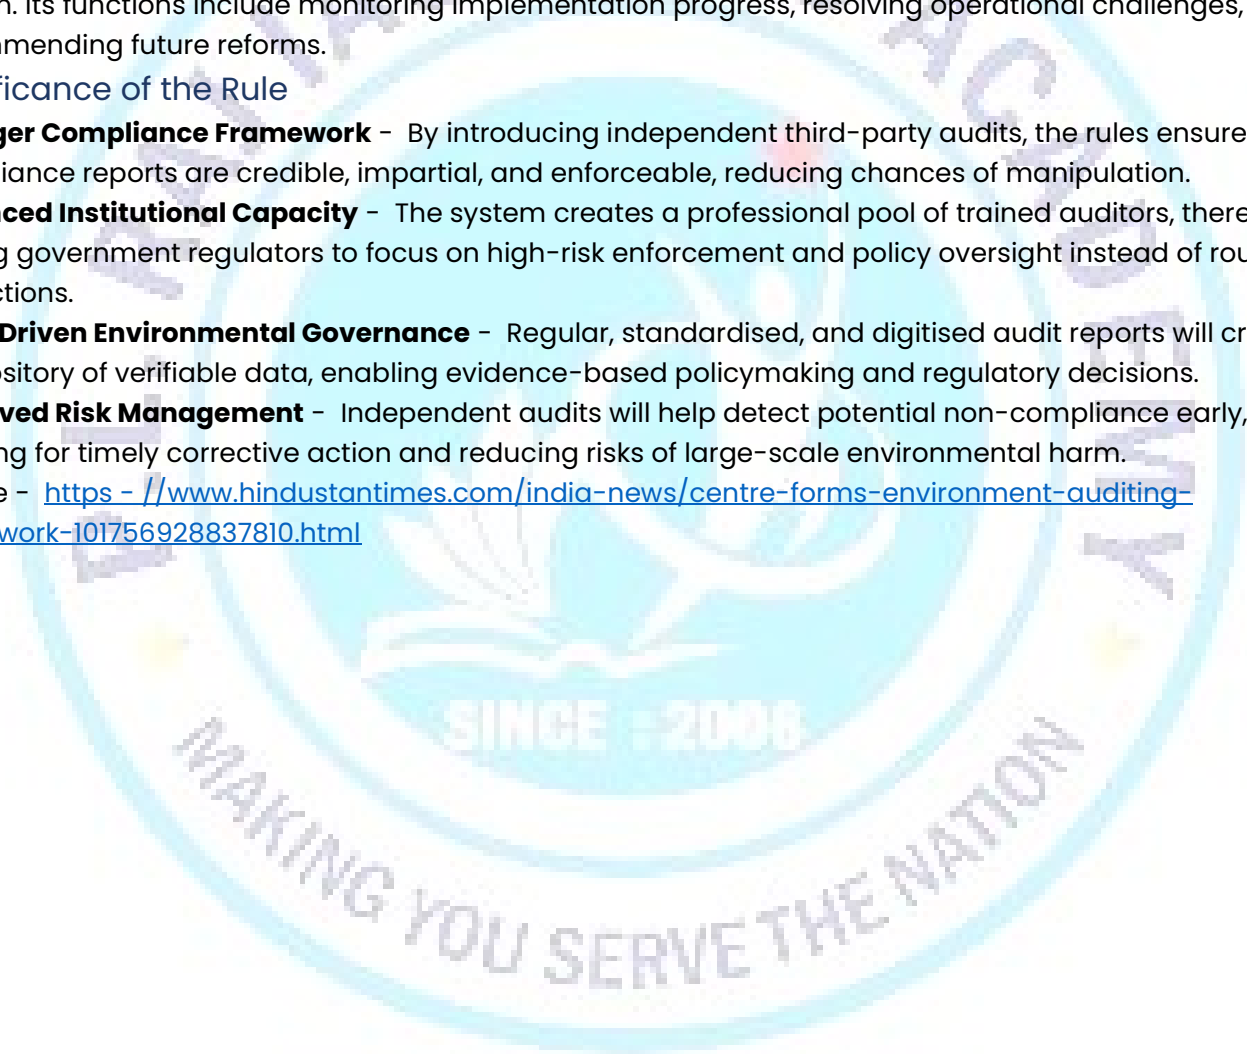 n. Its functions include monitoring implementation progress, resolving operational challenges,
nmending future reforms.
ficance of the Rule
ger Compliance Framework - By introducing independent third-party audits, the rules ensure
liance reports are credible, impartial, and enforceable, reducing chances of manipulation.
nced Institutional Capacity - The system creates a professional pool of trained auditors, there
g government regulators to focus on high-risk enforcement and policy oversight instead of rou
ctions.
Driven Environmental Governance - Regular, standardised, and digitised audit reports will cr
ository of verifiable data, enabling evidence-based policymaking and regulatory decisions.
ved Risk Management - Independent audits will help detect potential non-compliance early,
ng for timely corrective action and reducing risks of large-scale environmental harm.
e - https - //www.hindustantimes.com/india-news/centre-forms-environment-auditing-
work-101756928837810.html
ACADEMY
SINCE : 2008
MAKING YOU SERVE THE NATION